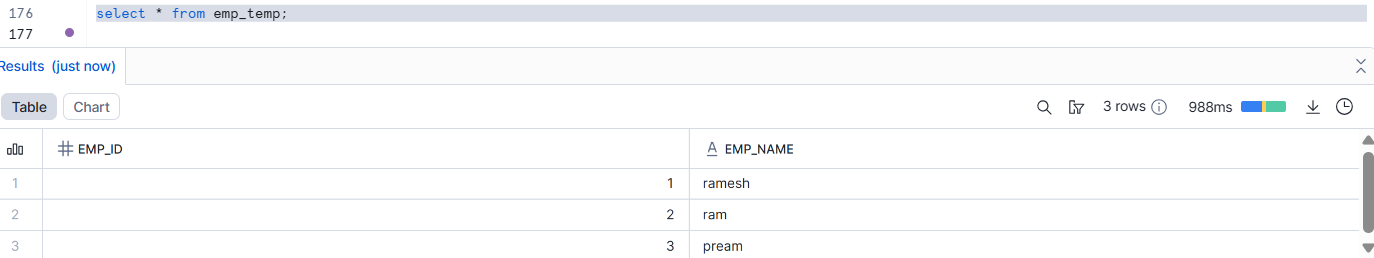 176 select * from emp_temp;
177
Results (just now)
Table Chart 3 rows 988ms
EMP_ID EMP_NAME
1 1 ramesh
2 2 ram
3 3 pream